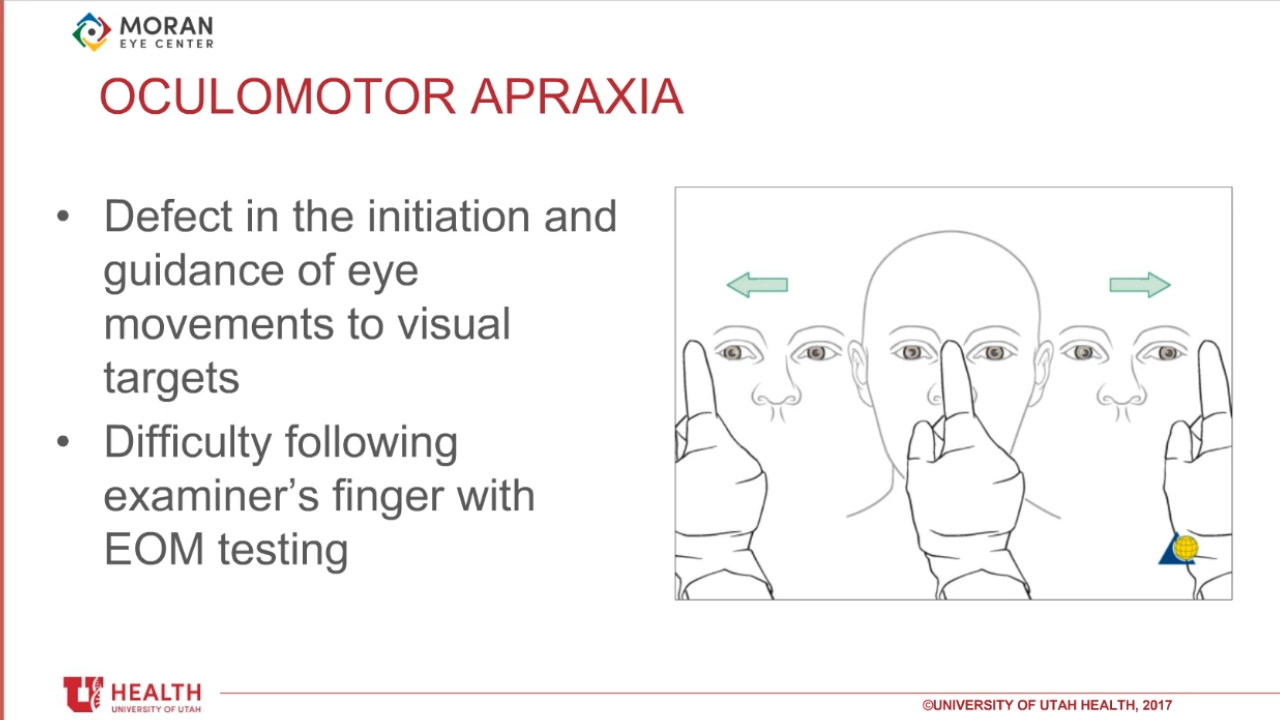 MORAN
EYE CENTER
OCULOMOTOR APRAXIA
• Defect in the initiation and
guidance of eye
movements to visual
targets
• Difficulty following
examiner’s finger with
EOM testing
U HEALTH
UNIVERSITY OF UTAH
©UNIVERSITY OF UTAH HEALTH, 2017